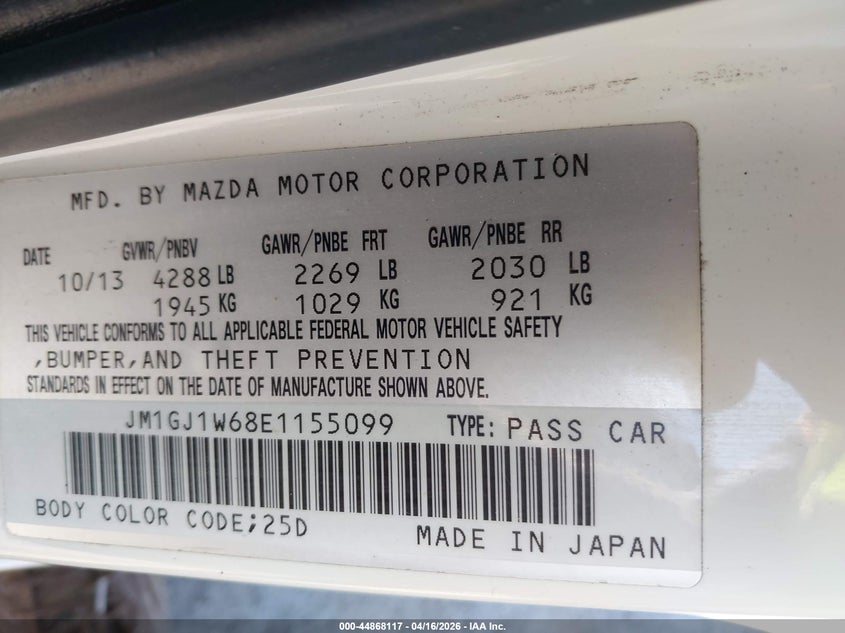 MFD. BY MAZDA MOTOR CORPORATION
DATE GVWR/PNBV GAWR/PNBE FRT GAWR/PNBE RR
10/13 4288 LB 2269 LB 2030 LB
1945 KG 1029 KG 921 KG
THIS VEHICLE CONFORMS TO ALL APPLICABLE FEDERAL MOTOR VEHICLE SAFETY
,BUMPER,AND THEFT PREVENTION
STANDARDS IN EFFECT ON THE DATE OF MANUFACTURE SHOWN ABOVE.
JM1GJ1W68E1155099 TYPE: PASS CAR
BODY COLOR CODE;25D MADE IN JAPAN
000-44868117 - 04/16/2026 - IAA Inc.